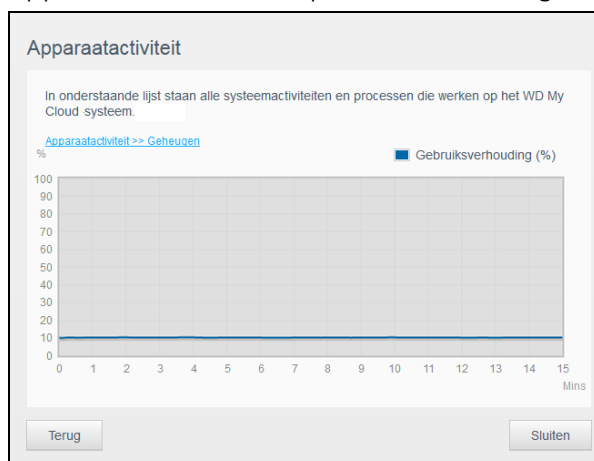 Apparaatactiviteit
In onderstaande lijst staan alle systeemactiviteiten en processen die werken op het WD My
Cloud systeem.
Apparaatactiviteit >> Geheugen
%
Gebruiksverhouding (%)
100
90
80
70
60
50
40
30
20
10
0
0 1 2 3 4 5 6 7 8 9 10 11 12 13 14 15
Mins
Terug
Sluiten